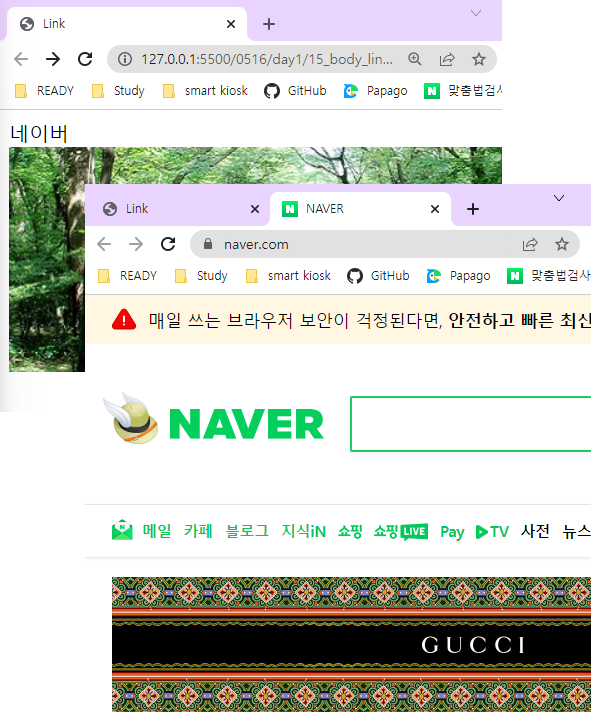 Link
127.0.0.1:5500/0516/day1/15_body_lin...
READY Study smart kiosk GitHub Papago 맞춤법검사
네이버
Link NAVER
naver.com
READY Study smart kiosk GitHub Papago 맞춤법검사
매일 쓰는 브라우저 보안이 걱정된다면, 안전하고 빠른 최신
NAVER
메일 카페 블로그 지식iN 쇼핑 쇼핑LIVE Pay TV 사전 뉴스
GUCCI